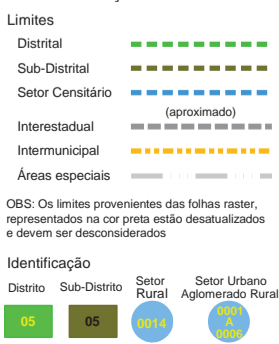 Limites
Distrital
Sub-Distrital
Setor Censitário
(aproximado)
Interestadual
Intermunicipal
Áreas especiais
OBS: Os limites provenientes das folhas raster,
representados na cor preta estão desatualizados
e devem ser desconsiderados
Identificação
Distrito
Sub-Distrito
Setor
Rural
Setor Urbano
Aglomerado Rural
05
05
0014
0001
A
0006